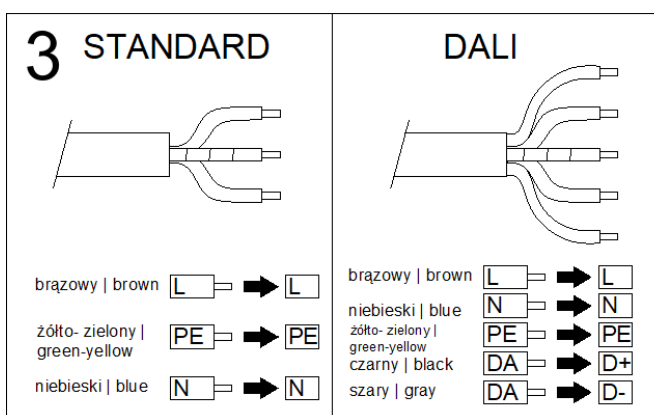 3 STANDARD
brązowy | brown L L
żółto- zielony |
green-yellow PE PE
niebieski | blue N N
DALI
brązowy | brown L L
niebieski | blue N N
żółto- zielony |
green-yellow PE PE
czarny | black DA D+
szary | gray DA D-